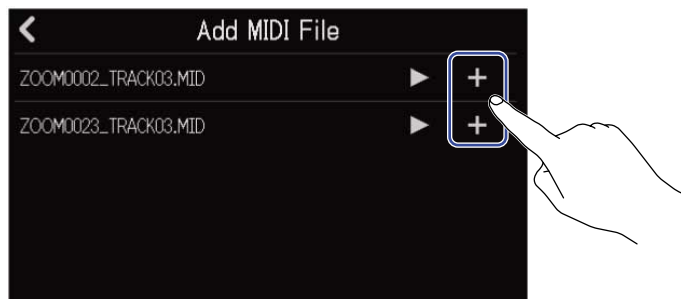 Add MIDI File
ZOOM0002_TRACK03.MID
ZOOM0023_TRACK03.MID